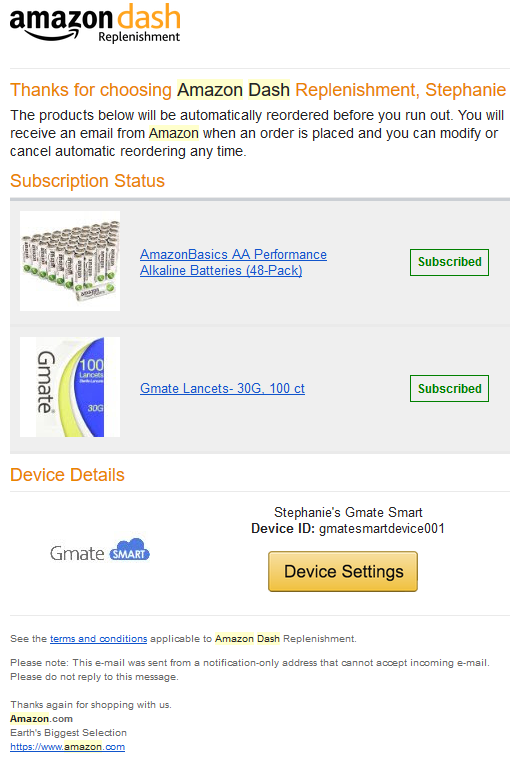 amazon dash
Replenishment
Thanks for choosing Amazon Dash Replenishment, Stephanie
The products below will be automatically reordered before you run out. You will
receive an email from Amazon when an order is placed and you can modify or
cancel automatic reordering any time.
Subscription Status
AmazonBasics AA Performance
Alkaline Batteries (48-Pack)
Subscribed
Gmate
100
Lancets
30G
Gmate Lancets- 30G, 100 ct
Subscribed
Device Details
Stephanie's Gmate Smart
Device ID: gmatesmartdevice001
Gmate SMART
Device Settings
See the terms and conditions applicable to Amazon Dash Replenishment.
Please note: This e-mail was sent from a notification-only address that cannot accept incoming e-mail.
Please do not reply to this message.
Thanks again for shopping with us.
Amazon.com
Earth's Biggest Selection
https://www.amazon.com